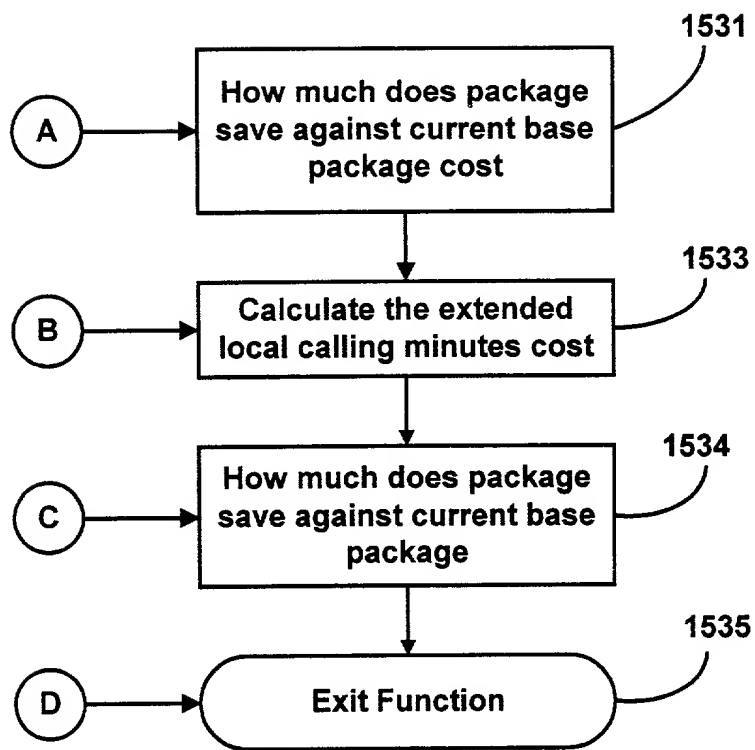 1531
How much does package
save against current base
package cost
A
1533
Calculate the extended
local calling minutes cost
B
1534
How much does package
save against current base
package
C
1535
Exit Function
D